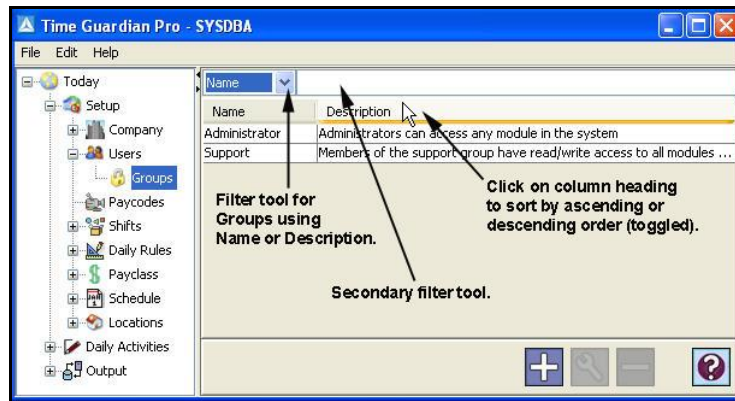 Time Guardian Pro - SYSDBA
File Edit Help
Today
Setup
Company
Users
Groups
Paycodes
Shifts
Daily Rules
Payclass
Schedule
Locations
Daily Activities
Output
Name
Name Description
Administrator Administrators can access any module in the system
Support Members of the support group have read/write access to all modules ...
Filter tool for
Groups using
Name or Description.
Click on column heading
to sort by ascending or
descending order (toggled).
Secondary filter tool.